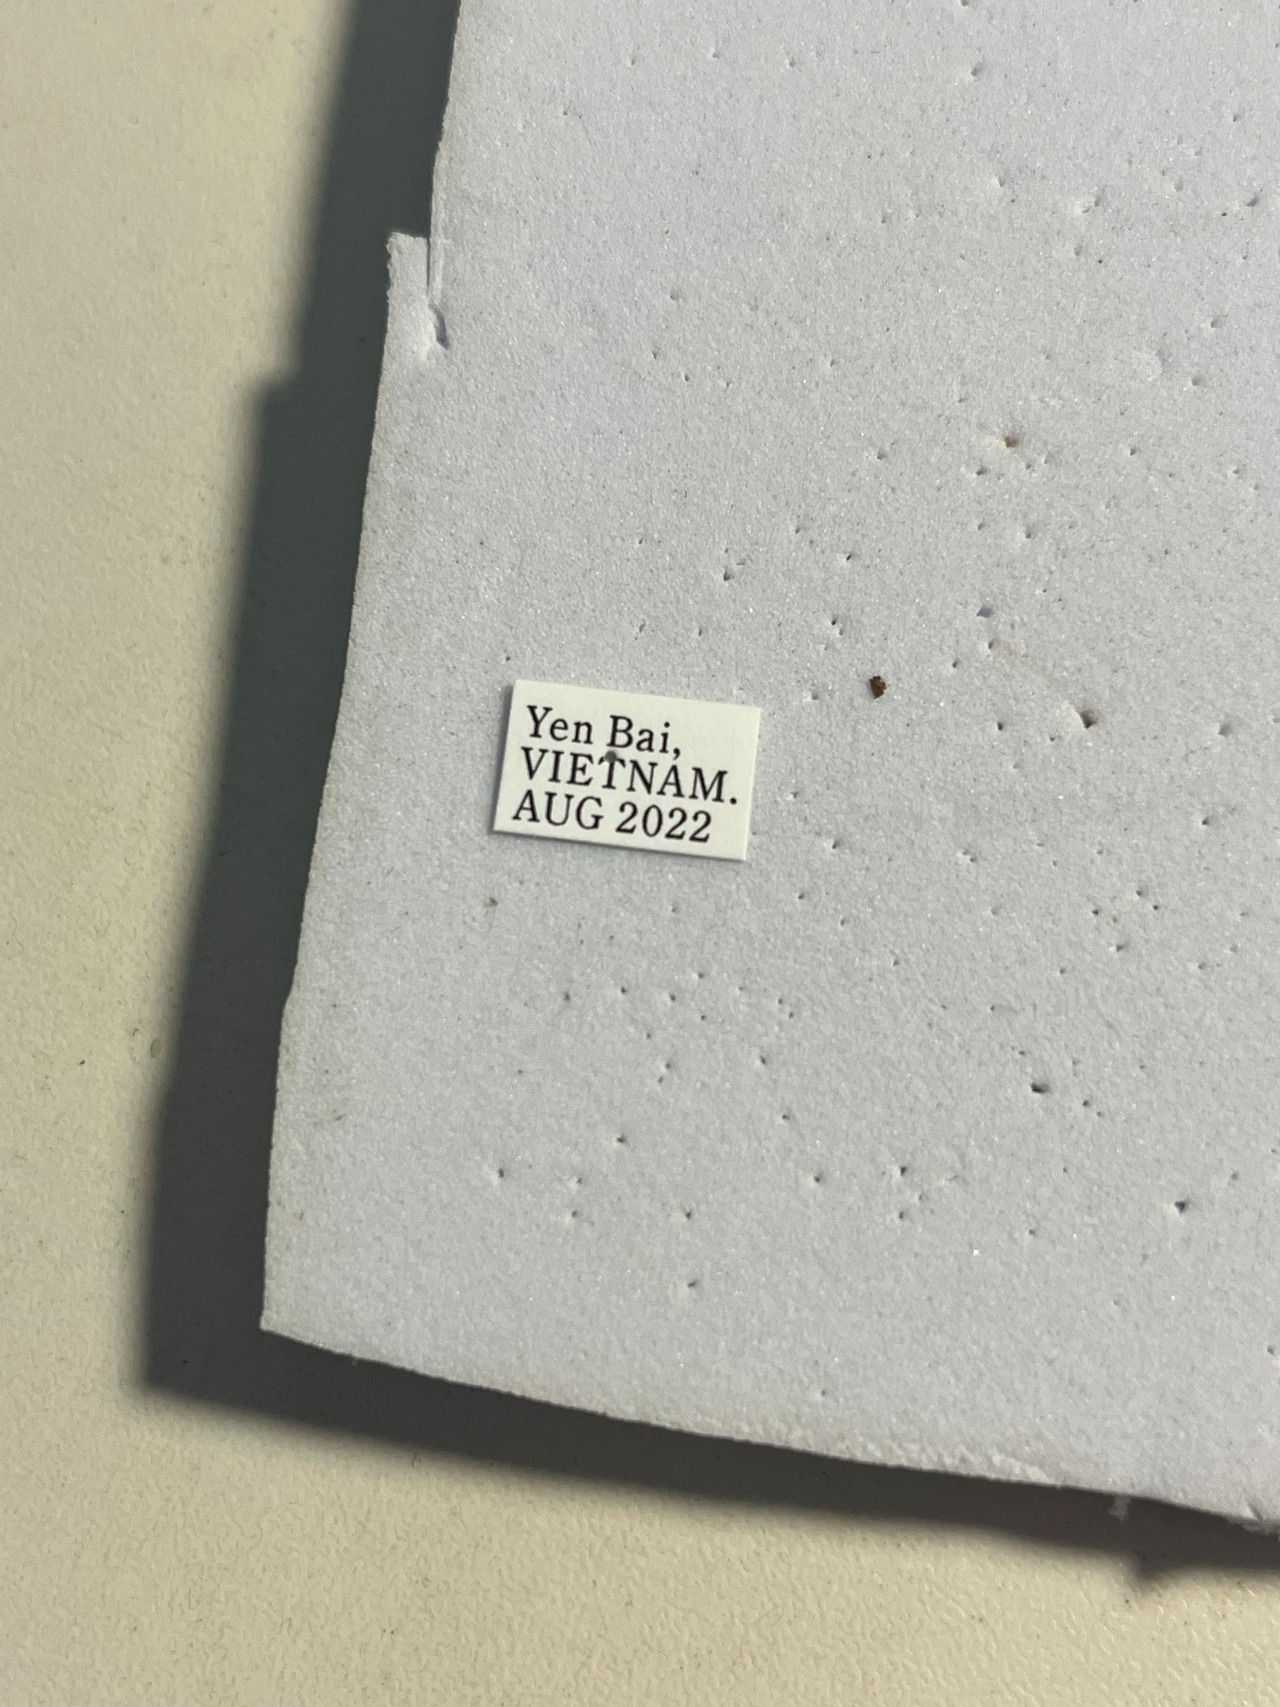 Yen Bai,
VIETNAM.
AUG 2022